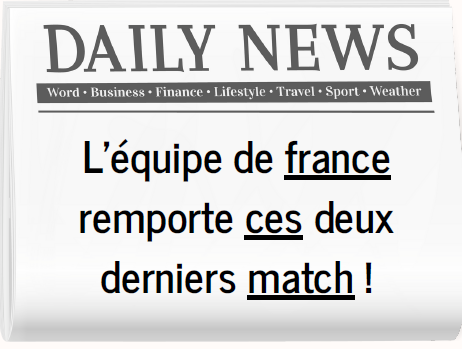 DAILY NEWS
Word • Business • Finance • Lifestyle • Travel • Sport • Weather
L'équipe de france
remporte ces deux
derniers match !